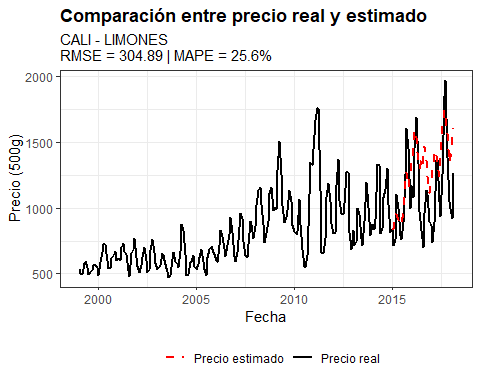 Comparación entre precio real y estimado
CALI - LIMONES
RMSE = 304.89 | MAPE = 25.6%
Precio (500g)
2000
1500
1000
500
2000 2005 2010 2015
Fecha
Precio estimado Precio real